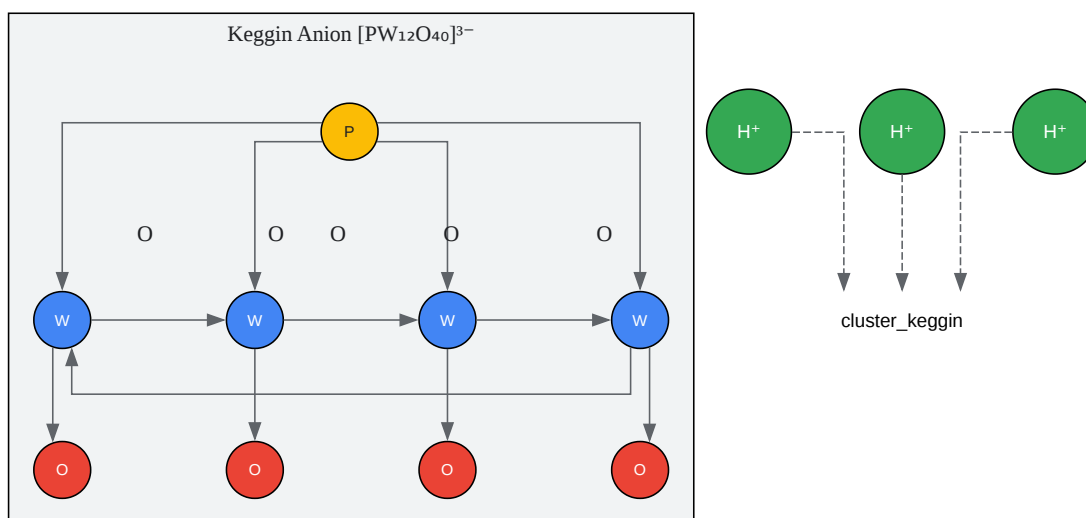 Keggin Anion [PW₁₂O₄₀]³⁻
P
H⁺ H⁺ H⁺
O O O O O
W W W W
cluster_keggin
O O O O